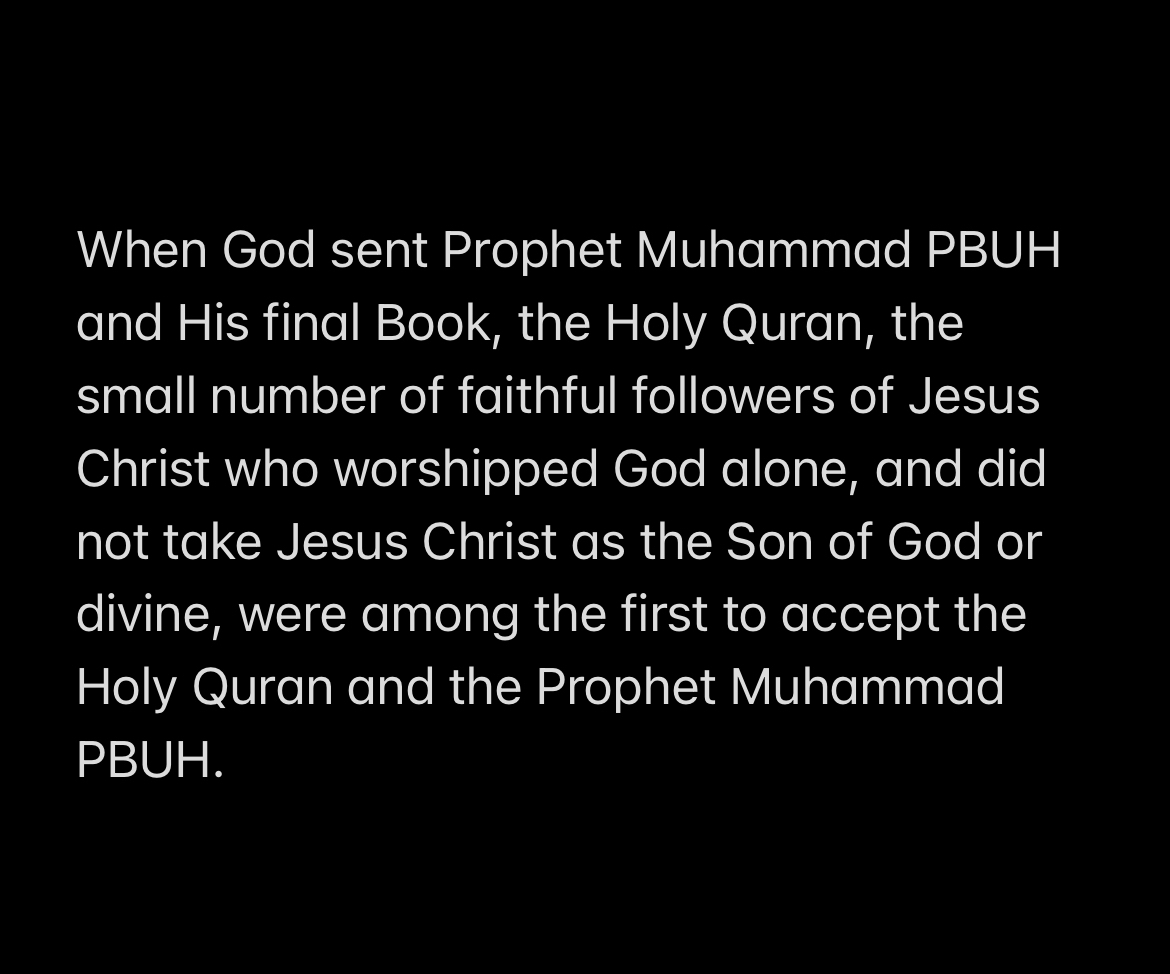 When God sent Prophet Muhammad PBUH
and His final Book, the Holy Quran, the
small number of faithful followers of Jesus
Christ who worshipped God alone, and did
not take Jesus Christ as the Son of God or
divine, were among the first to accept the
Holy Quran and the Prophet Muhammad
PBUH.